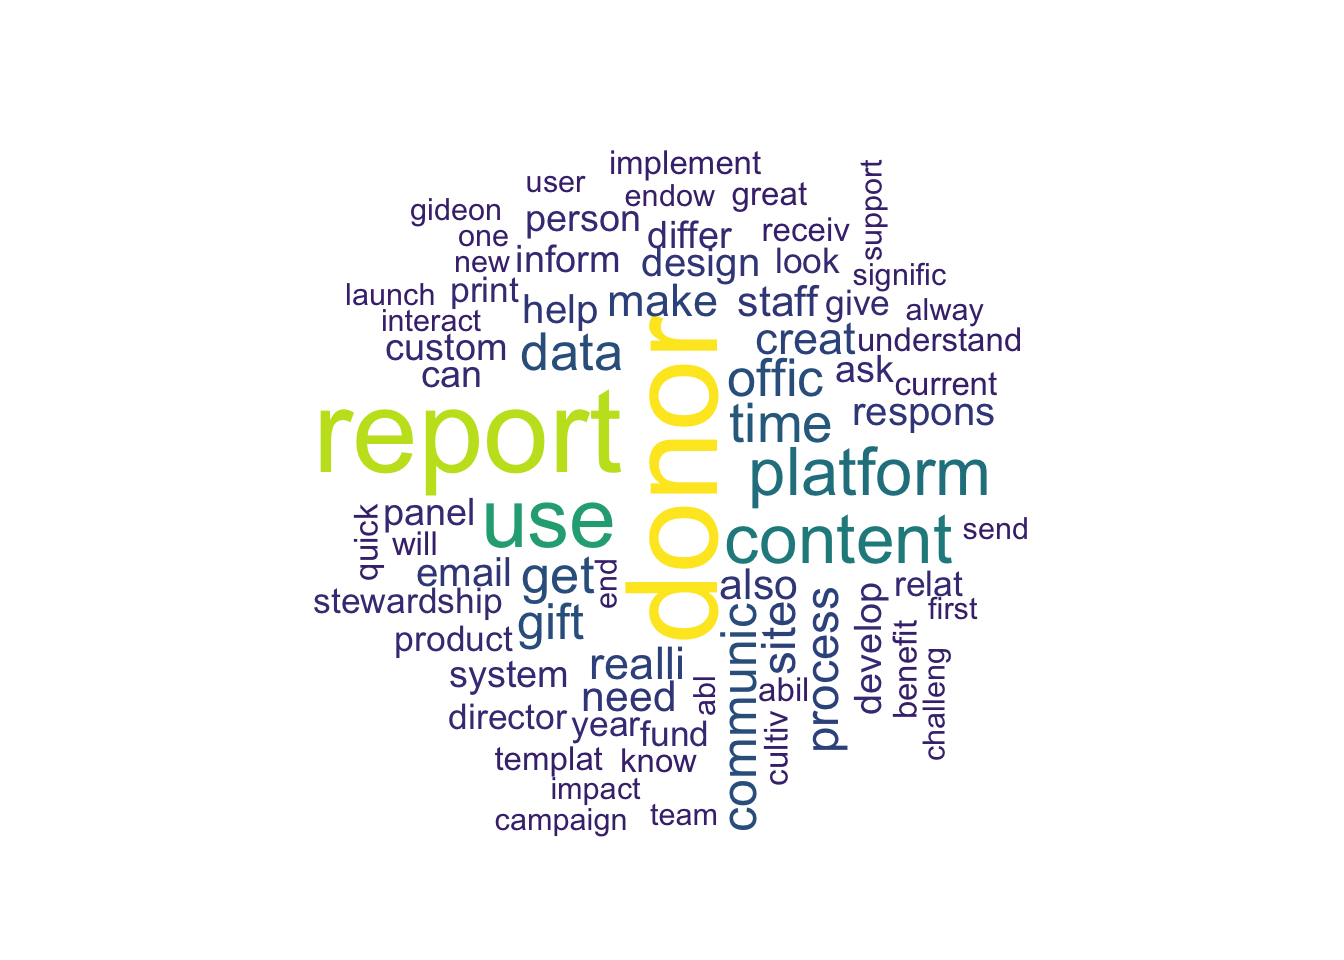 implement
user
endow
great
support
gideon
person
one
differ
receiv
new
inform
design
look
signific
launch
print
help
make
staff
give
alway
interact
custom
data
creat
understand
can
offic
ask
current
report
donor
time
respons
platform
quick
panel
use
content
send
will
email
get
end
also
relat
stewardship
gift
communic
sites
process
develop
first
product
realli
benefit
system
need
abl
abil
challeng
director
year
fund
cultiv
templat
know
impact
campaign
team